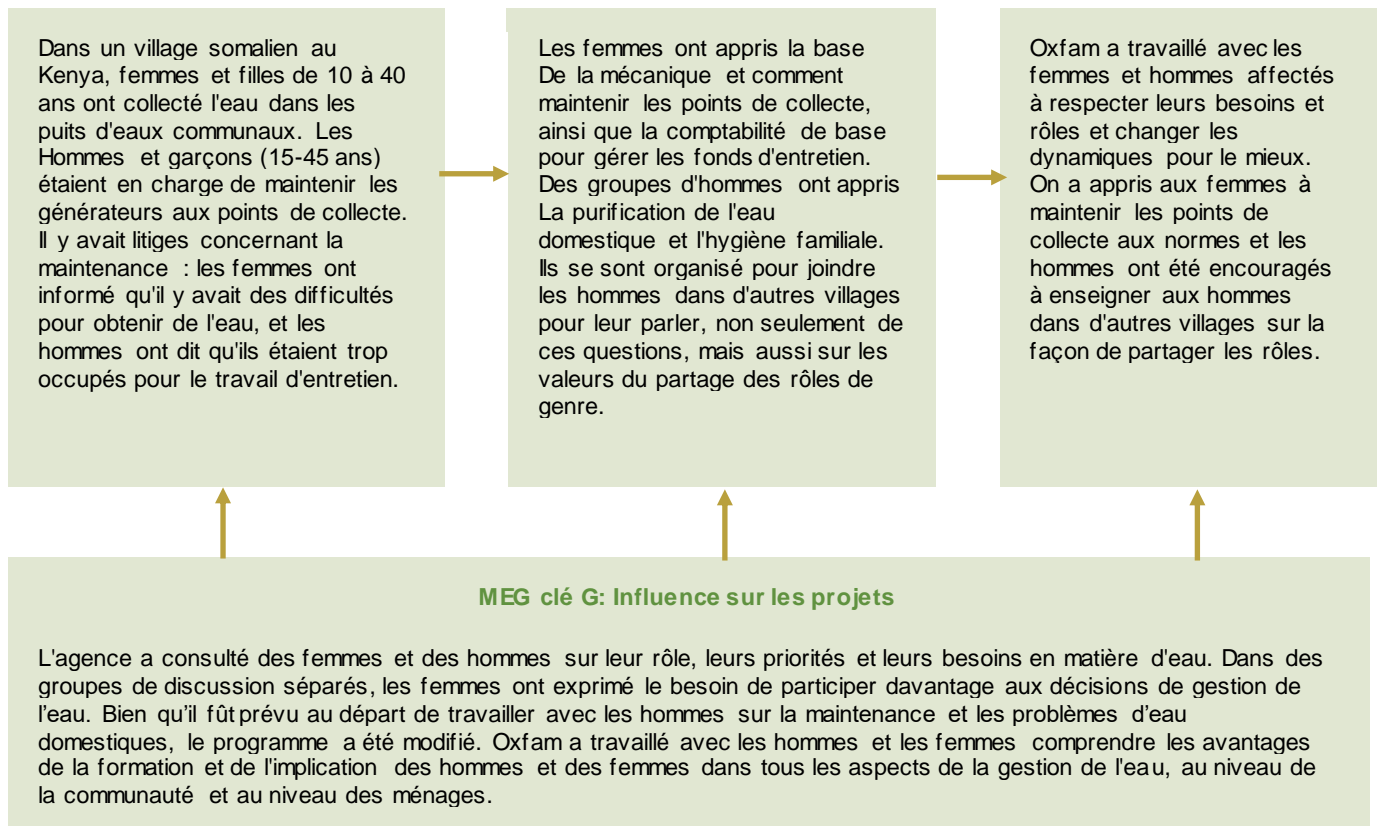 Dans un village somalien au
Kenya, femmes et filles de 10 à 40
ans ont collecté l'eau dans les
puits d'eaux communaux. Les
Hommes et garçons (15-45 ans)
étaient en charge de maintenir les
générateurs aux points de collecte.
Il y avait litiges concernant la
maintenance : les femmes ont
informé qu'il y avait des difficultés
pour obtenir de l'eau, et les
hommes ont dit qu'ils étaient trop
occupés pour le travail d'entretien.
Les femmes ont appris la base
De la mécanique et comment
maintenir les points de collecte,
ainsi que la comptabilité de base
pour gérer les fonds d'entretien.
Des groupes d'hommes ont appris
La purification de l'eau
domestique et l'hygiène familiale.
Ils se sont organisé pour joindre
les hommes dans d'autres villages
pour leur parler, non seulement de
ces questions, mais aussi sur les
valeurs du partage des rôles de
genre.
Oxfam a travaillé avec les
femmes et hommes affectés
à respecter leurs besoins et
rôles et changer les
dynamiques pour le mieux.
On a appris aux femmes à
maintenir les points de
collecte aux normes et les
hommes ont été encouragés
à enseigner aux hommes
dans d'autres villages sur la
façon de partager les rôles.
MEG clé G: Influence sur les projets
L'agence a consulté des femmes et des hommes sur leur rôle, leurs priorités et leurs besoins en matière d'eau. Dans des
groupes de discussion séparés, les femmes ont exprimé le besoin de participer davantage aux décisions de gestion de
l'eau. Bien qu'il fût prévu au départ de travailler avec les hommes sur la maintenance et les problèmes d'eau
domestiques, le programme a été modifié. Oxfam a travaillé avec les hommes et les femmes comprendre les avantages
de la formation et de l'implication des hommes et des femmes dans tous les aspects de la gestion de l'eau, au niveau de
la communauté et au niveau des ménages.